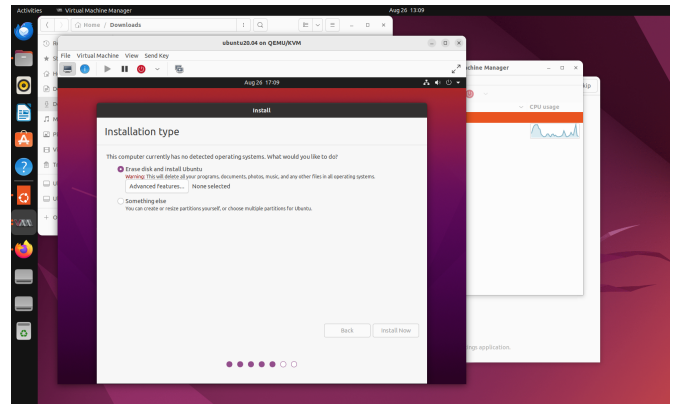 Activities
Virtual Machine Manager
Aug 26 13:09
Home / Downloads
ubuntu20.04 on QEMU/KVM
File Virtual Machine View Send Key
Aug 26 17:09
chine Manager
kip
CPU usage
Install
Installation type
This computer currently has no detected operating systems. What would you like to do?
Erase disk and install Ubuntu
Warning: This will delete all your programs, documents, photos, music, and any other files in all operating systems.
Advanced features... None selected
Something else
You can create or resize partitions yourself, or choose multiple partitions for Ubuntu.
Back Install Now
ngs application.